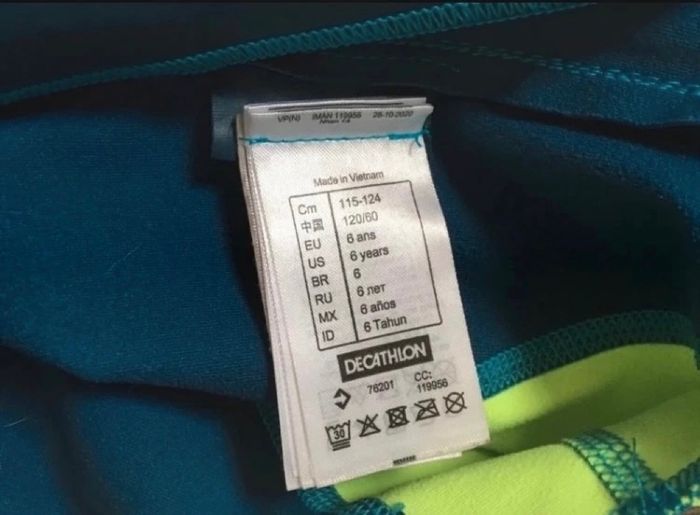 VP(N) IMAN 119956 28-10-2020
Made in Vietnam
Cm 115-124
中国 120/60
EU 6 ans
US 6 years
BR 6
RU 6 лет
MX 6 años
ID 6 Tahun
DECATHLON
76201 CC: 119956
30